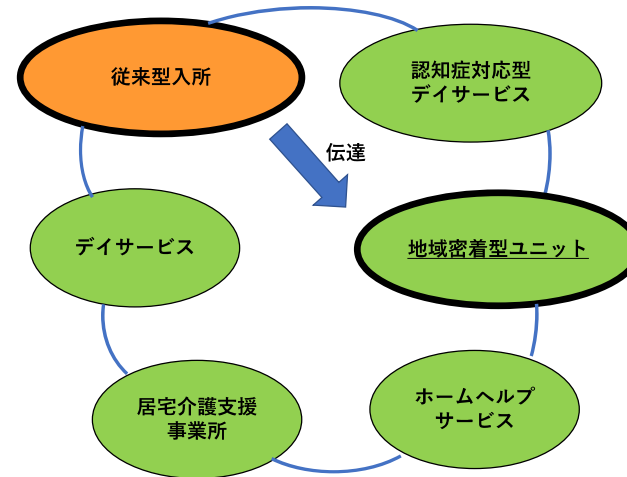 従来型入所
認知症対応型
デイサービス
伝達
デイサービス
地域密着型ユニット
居宅介護支援
事業所
ホームヘルプ
サービス